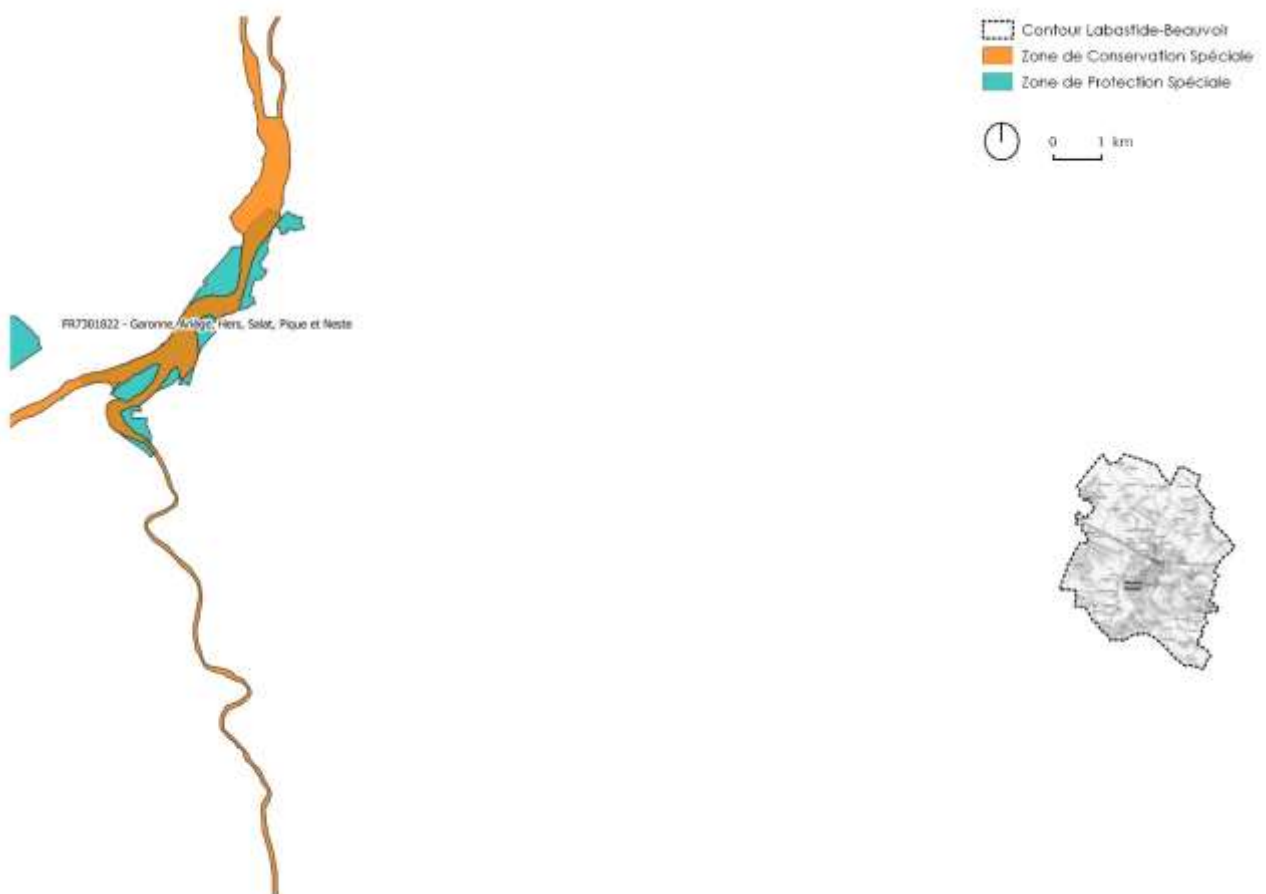 Contour Labastide-Beauvoir
Zone de Conservation Spéciale
Zone de Protection Spéciale
0 1 km
FR7301822 - Garonne, Ariège, Hers, Salat, Pique et Neste